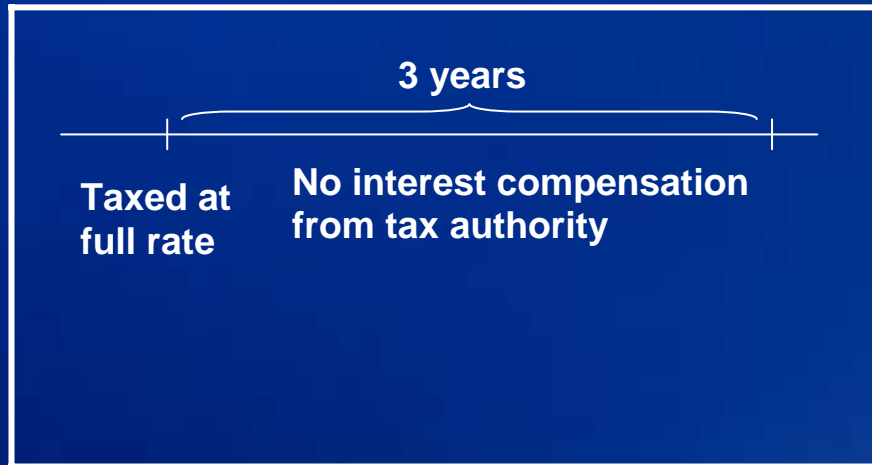 3 years
Taxed at
full rate
No interest compensation
from tax authority